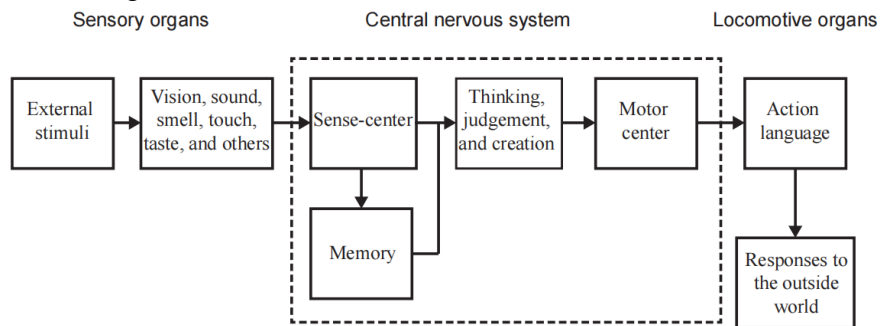 Sensory organs
Central nervous system
Locomotive organs
External
stimuli
Vision, sound,
smell, touch,
taste, and others
Sense-center
Thinking,
judgement,
and creation
Motor
center
Action
language
Memory
Responses to
the outside
world